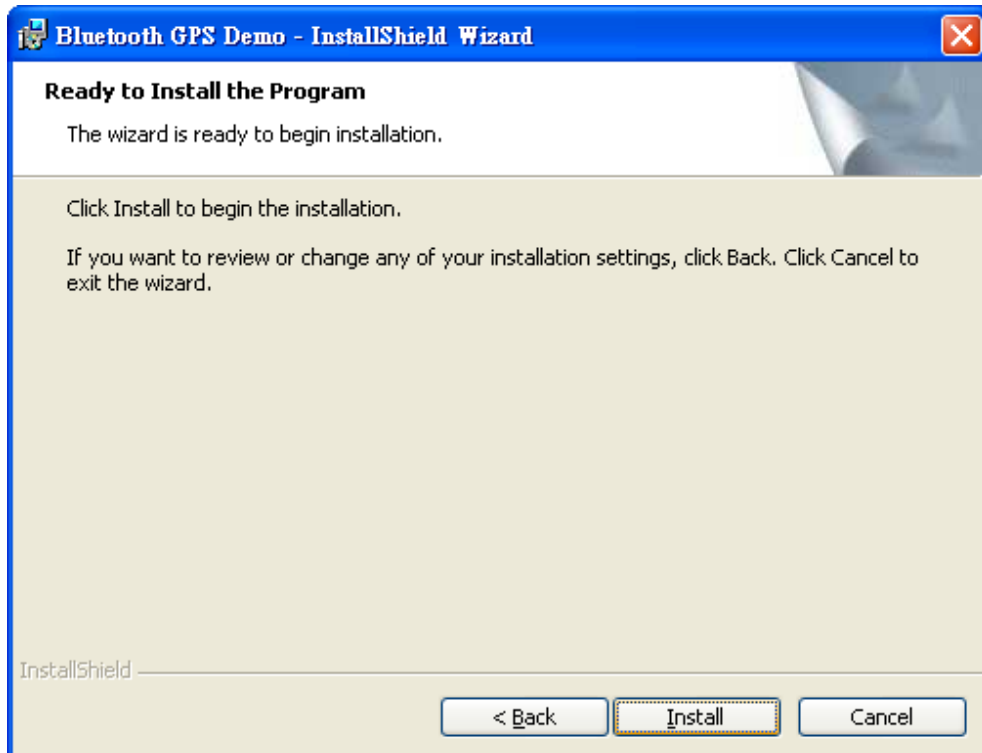 Bluetooth GPS Demo - InstallShield Wizard
Ready to Install the Program
The wizard is ready to begin installation.
Click Install to begin the installation.
If you want to review or change any of your installation settings, click Back. Click Cancel to
exit the wizard.
InstallShield
< Back
Install
Cancel